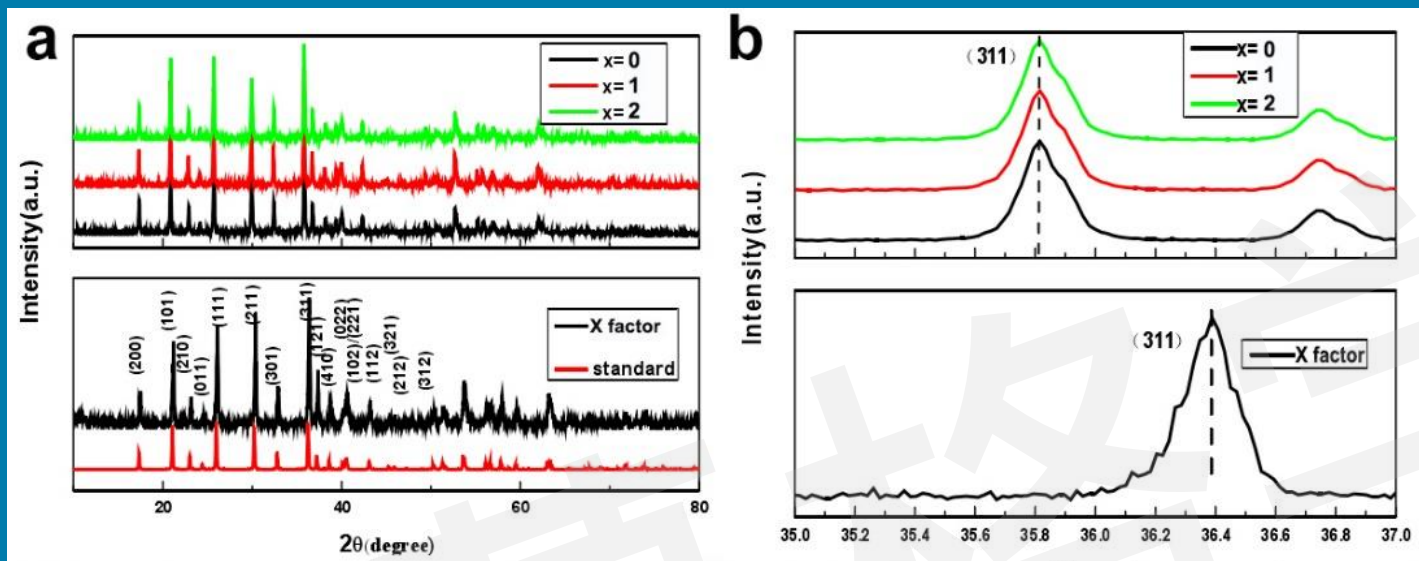 a
Intensity(a.u.)
x= 0
x= 1
x= 2
(200)
(101)
(210)
(011)
(111)
(211)
(301)
(311)
(121)
(410)
(022)
(102)/(221)
(112)
(321)
(212)
(312)
X factor
standard
20
40
60
80
2θ(degree)
b
Intensity(a.u.)
(311)
x= 0
x= 1
x= 2
(311)
X factor
35.0 35.2 35.4 35.6 35.8 36.0 36.2 36.4 36.6 36.8 37.0